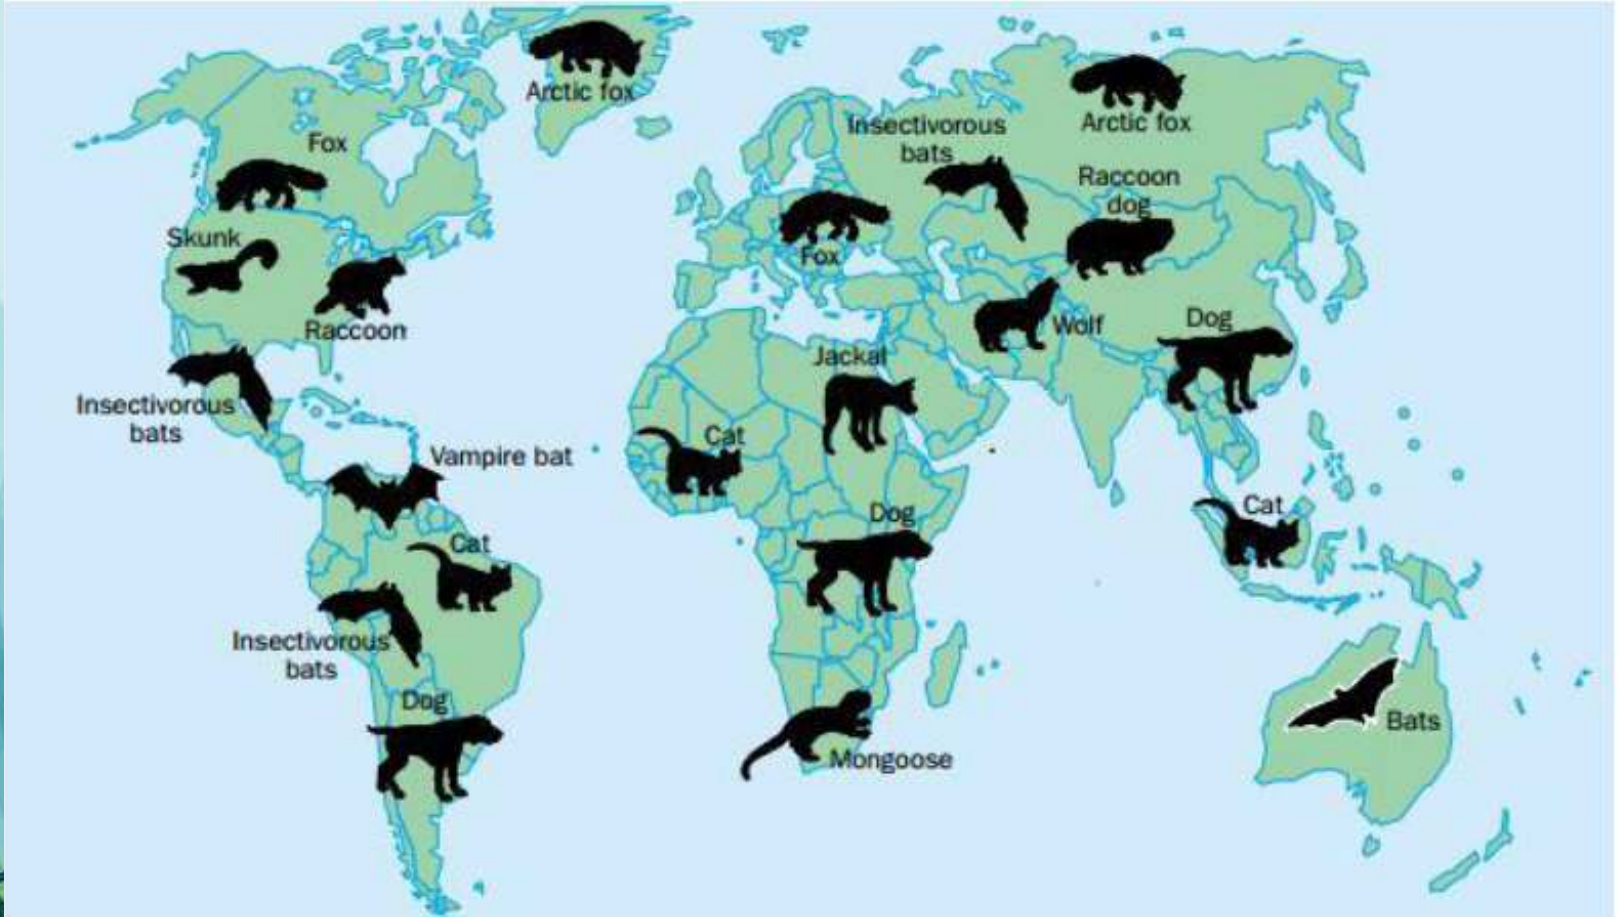 Arctic fox
Fox
Skunk
Raccoon
Insectivorous
bats
Vampire bat
Cat
Insectivorous
bats
Dog
Insectivorous
bats
Arctic fox
Raccoon
dog
Fox
Wolf
Dog
Jackal
Cat
Dog
Mongoose
Cat
Bats